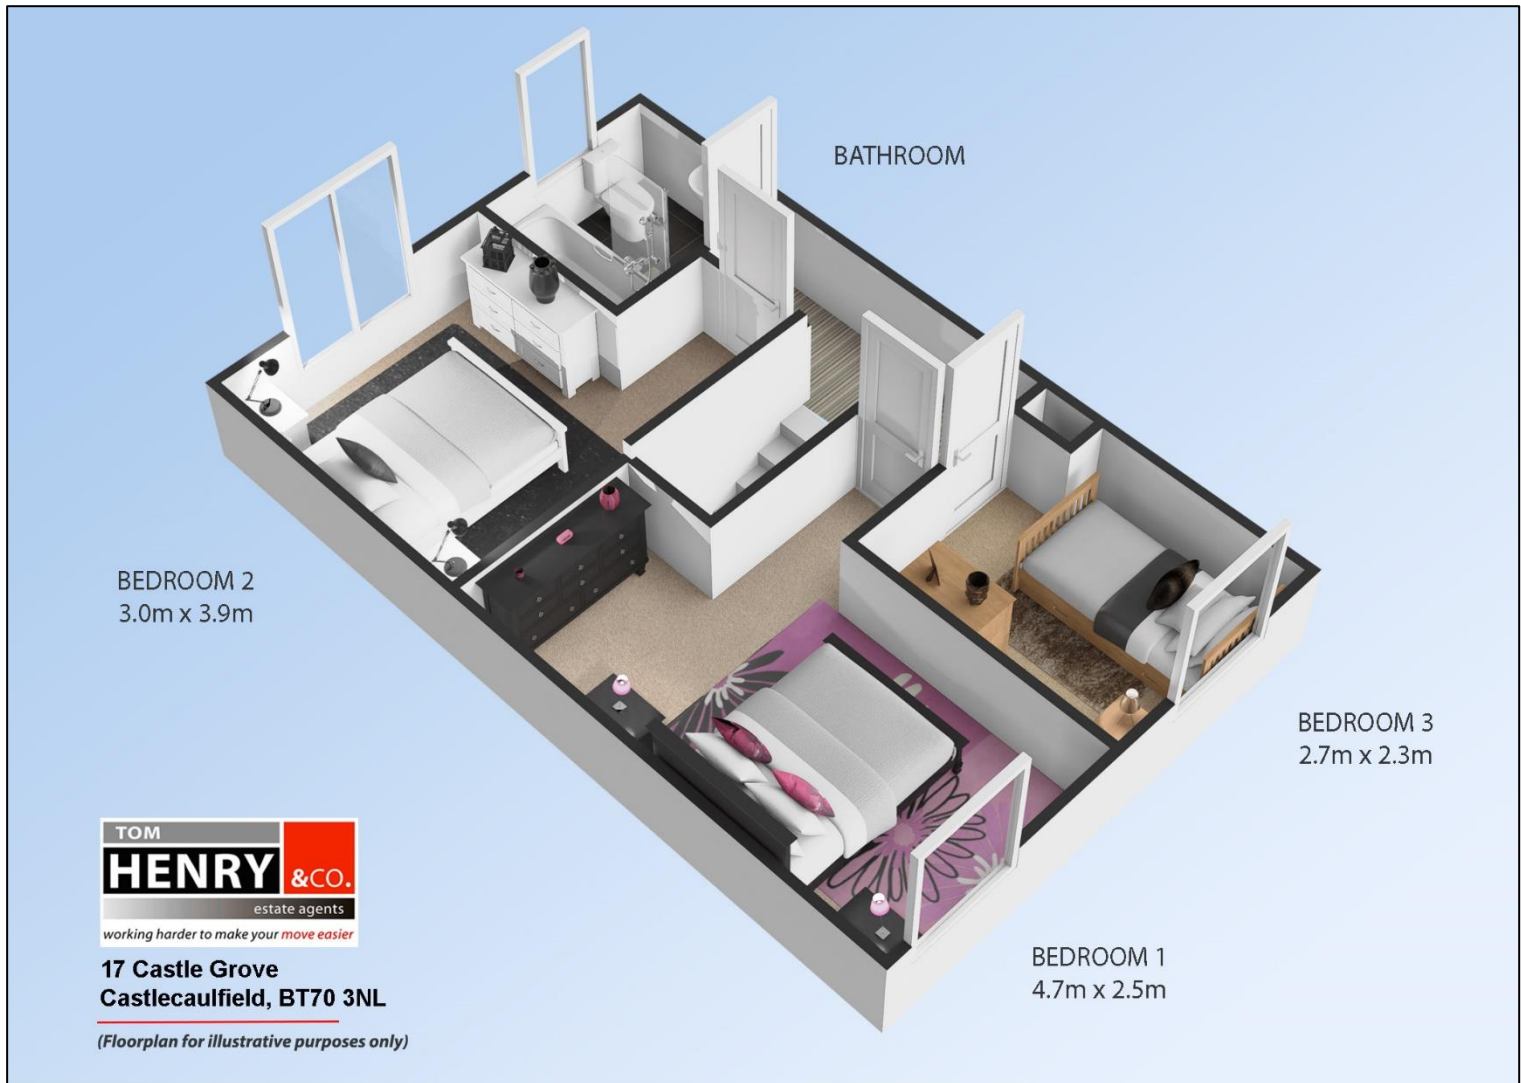 BATHROOM
BEDROOM 2
3.0m x 3.9m
BEDROOM 3
2.7m x 2.3m
BEDROOM 1
4.7m x 2.5m
TOM
HENRY &CO.
estate agents
working harder to make your move easier
17 Castle Grove
Castlecaulfield, BT70 3NL
(Floorplan for illustrative purposes only)